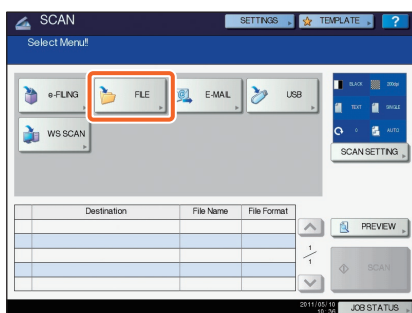 SCAN
SETTINGS
TEMPLATE
?
Select Menu!!
e-FILING
FILE
E-MAIL
USB
WS SCAN
BLACK
200dpi
TEXT
SINGLE
0
AUTO
SCAN SETTING
Destination
File Name
File Format
PREVIEW
1
1
SCAN
2011/05/10
10:36
JOB STATUS